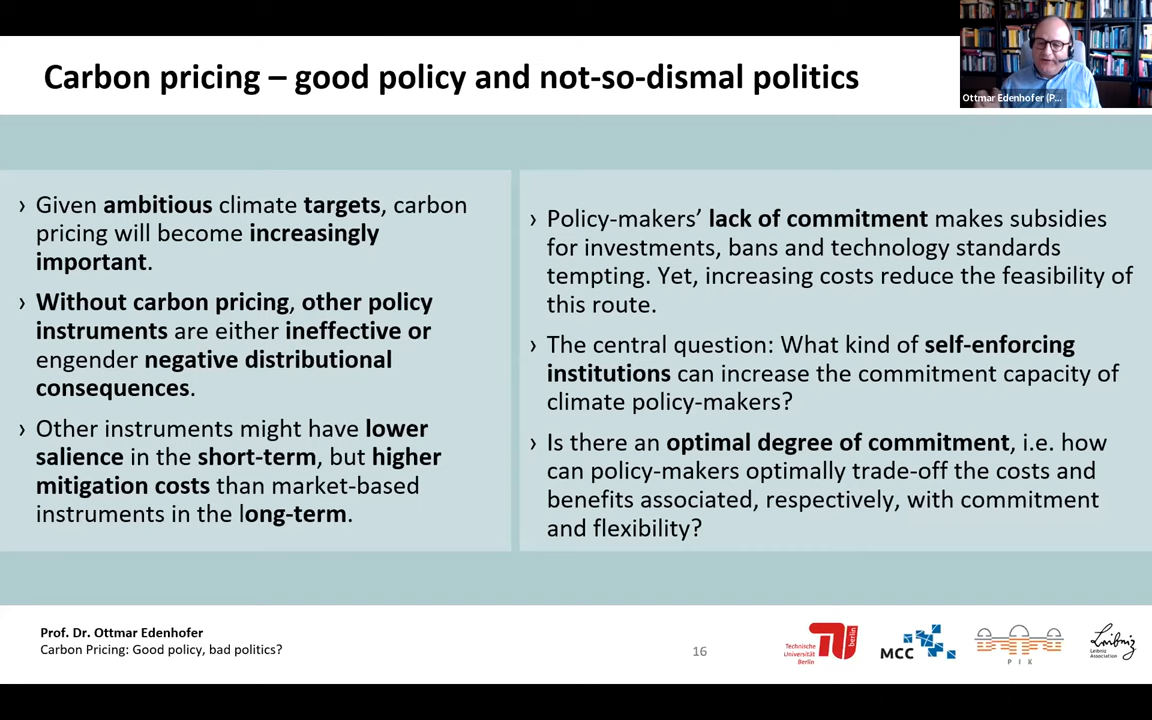 Carbon pricing – good policy and not-so-dismal politics
Ottmar Edenhofer (P...
› Given ambitious climate targets, carbon
pricing will become increasingly
important.
› Without carbon pricing, other policy
instruments are either ineffective or
engender negative distributional
consequences.
› Other instruments might have lower
salience in the short-term, but higher
mitigation costs than market-based
instruments in the long-term.
› Policy-makers’ lack of commitment makes subsidies
for investments, bans and technology standards
tempting. Yet, increasing costs reduce the feasibility of
this route.
› The central question: What kind of self-enforcing
institutions can increase the commitment capacity of
climate policy-makers?
› Is there an optimal degree of commitment, i.e. how
can policy-makers optimally trade-off the costs and
benefits associated, respectively, with commitment
and flexibility?
Prof. Dr. Ottmar Edenhofer
Carbon Pricing: Good policy, bad politics?
16
Technische
Universität
Berlin
berlin
MCC
PIK
Leibniz
Leibniz
Association